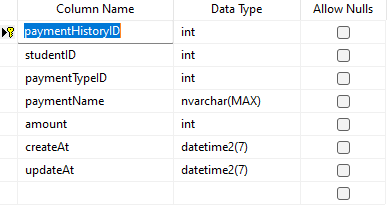 Column Name Data Type Allow Nulls
paymentHistoryID int
studentID int
paymentTypeID int
paymentName nvarchar(MAX)
amount int
createAt datetime2(7)
updateAt datetime2(7)